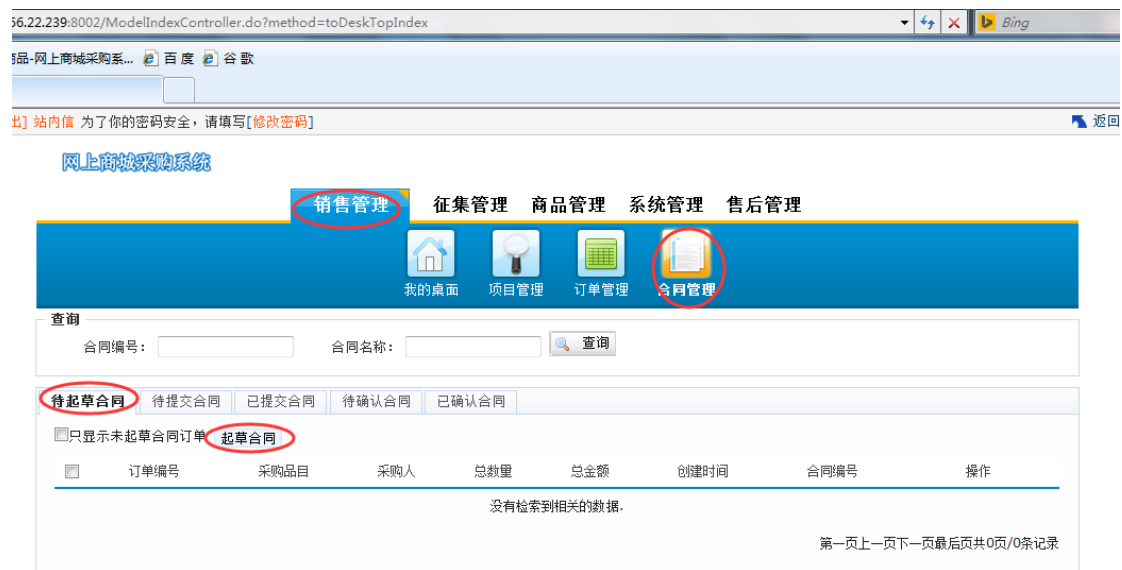 56.22.239:8002/ModelIndexController.do?method=toDeskTopIndex
Bing
商品-网上商城采购系... 百度 谷歌
出] 站内信 为了你的密码安全，请填写[修改密码]
返回
网上商城采购系统
销售管理 征集管理 商品管理 系统管理 售后管理
我的桌面 项目管理 订单管理 合同管理
查询
合同编号： 合同名称： 查询
待起草合同 待提交合同 已提交合同 待确认合同 已确认合同
只显示未起草合同订单 起草合同
订单编号 采购品目 采购人 总数量 总金额 创建时间 合同编号 操作
没有检索到相关的数据.
第一页上一页下一页最后页共0页/0条记录